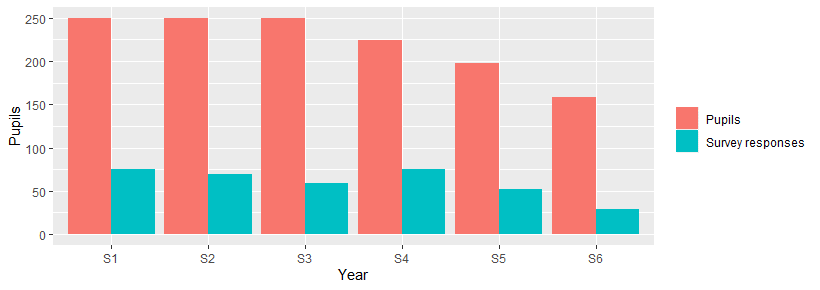 250
200
150
100
50
0
Pupils
S1 S2 S3 S4 S5 S6
Year
Pupils
Survey responses